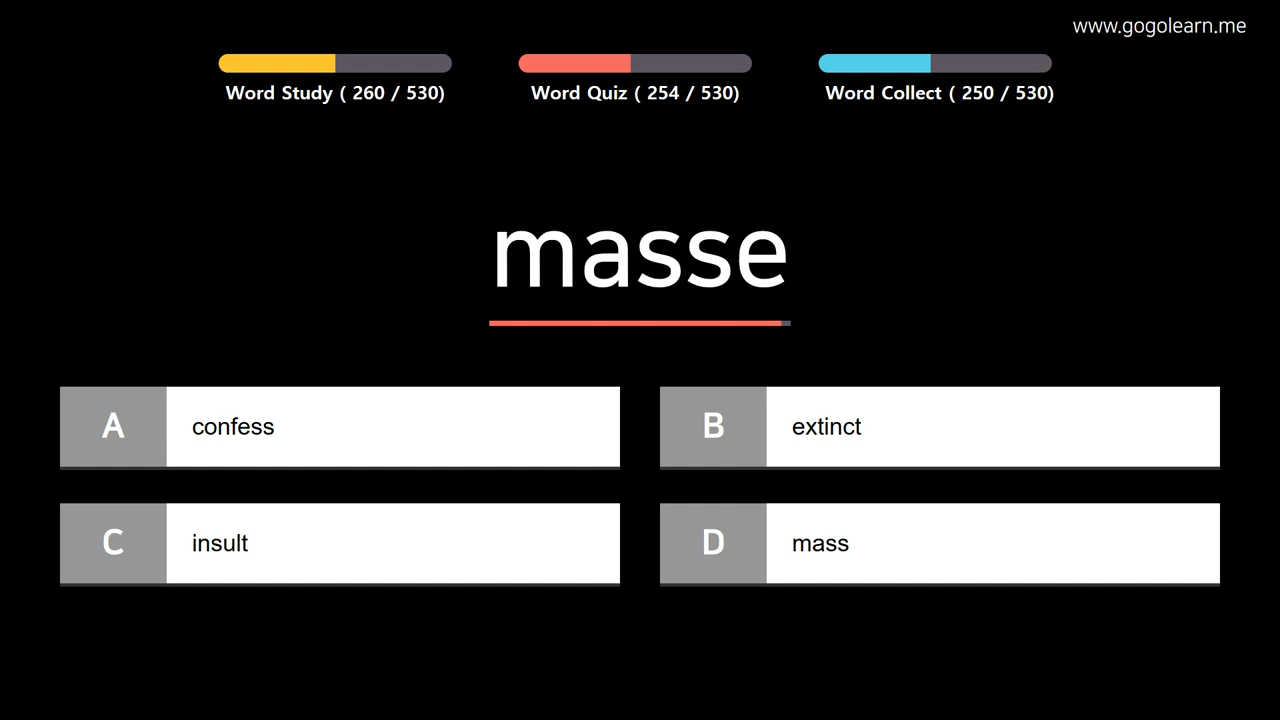 www.gogolearn.me
Word Study ( 260 / 530)
Word Quiz ( 254 / 530)
Word Collect ( 250 / 530)
masse
A confess
B extinct
C insult
D mass